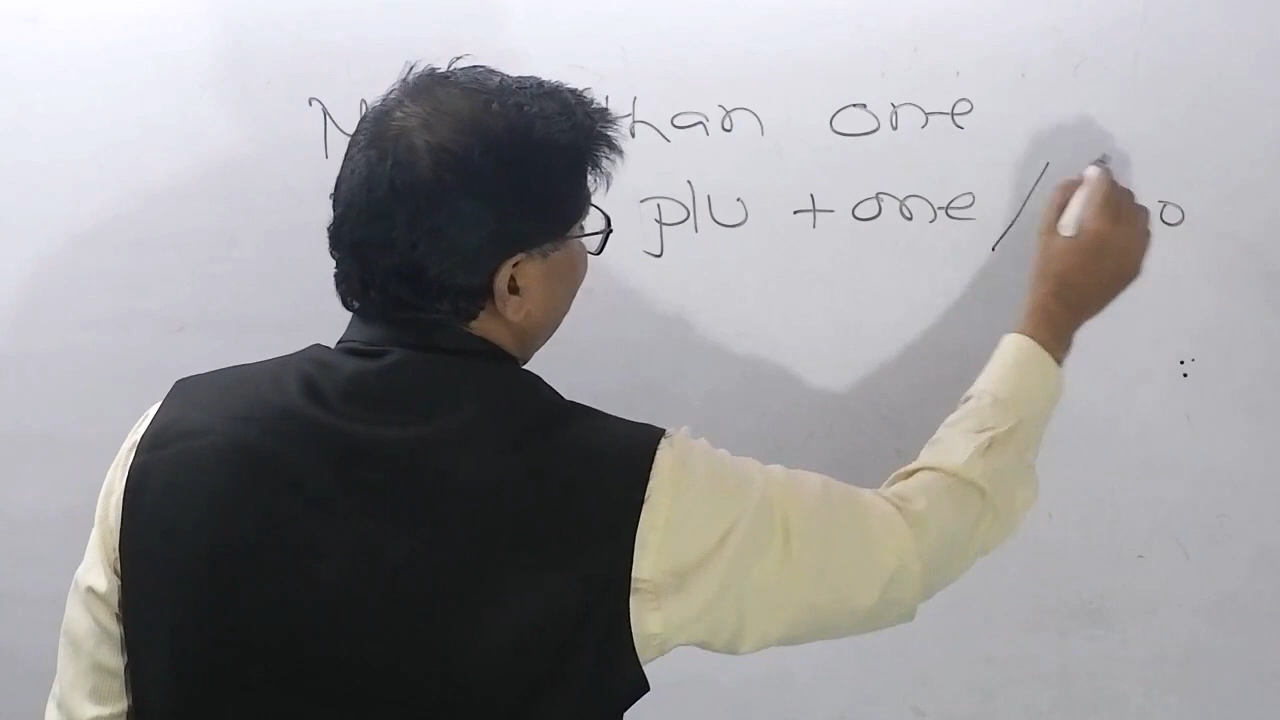 than one
plu + one /